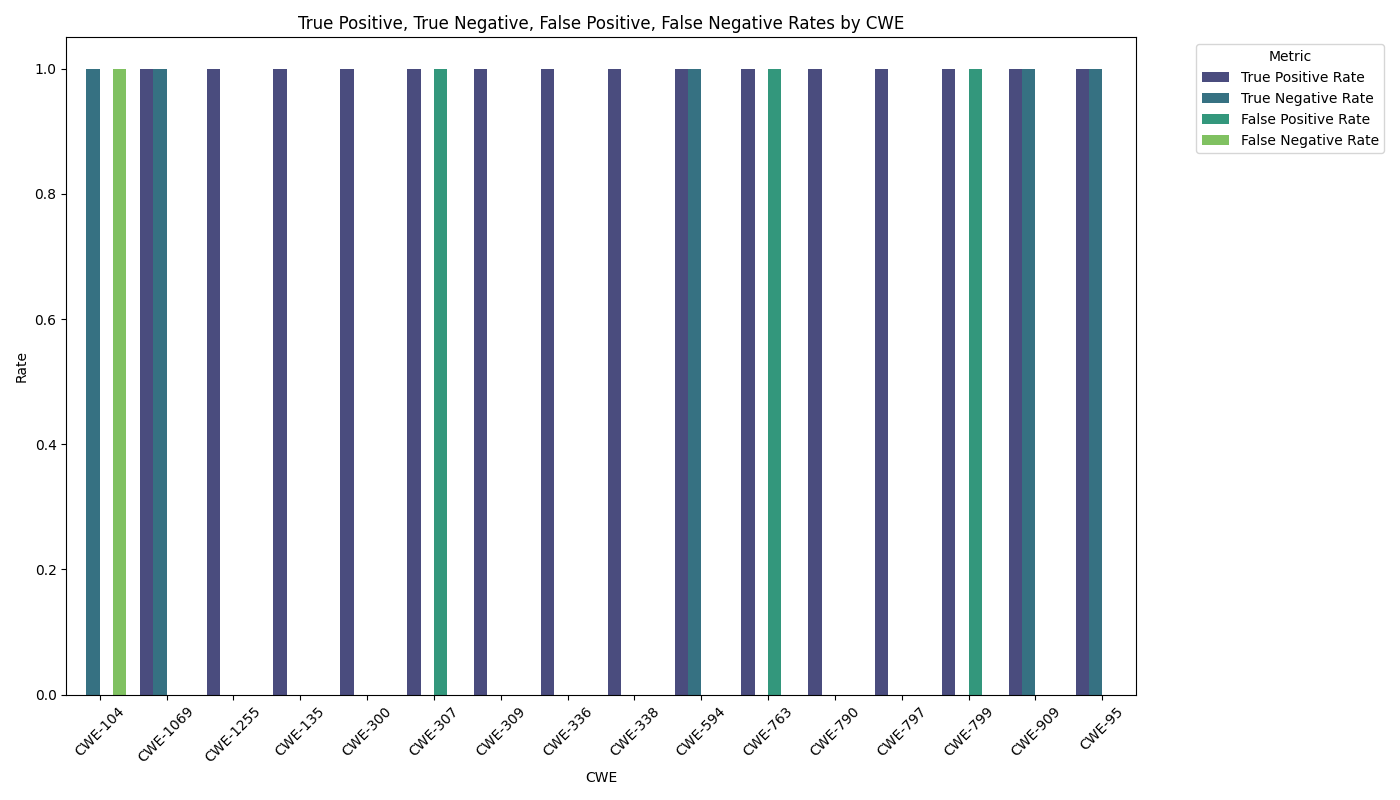 True Positive, True Negative, False Positive, False Negative Rates by CWE
Metric
True Positive Rate
True Negative Rate
False Positive Rate
False Negative Rate
1.0
0.8
0.6
0.4
0.2
0.0
Rate
CWE-104
CWE-1069
CWE-1255
CWE-135
CWE-300
CWE-307
CWE-309
CWE-336
CWE-338
CWE-594
CWE-763
CWE-790
CWE-797
CWE-799
CWE-909
CWE-95
CWE